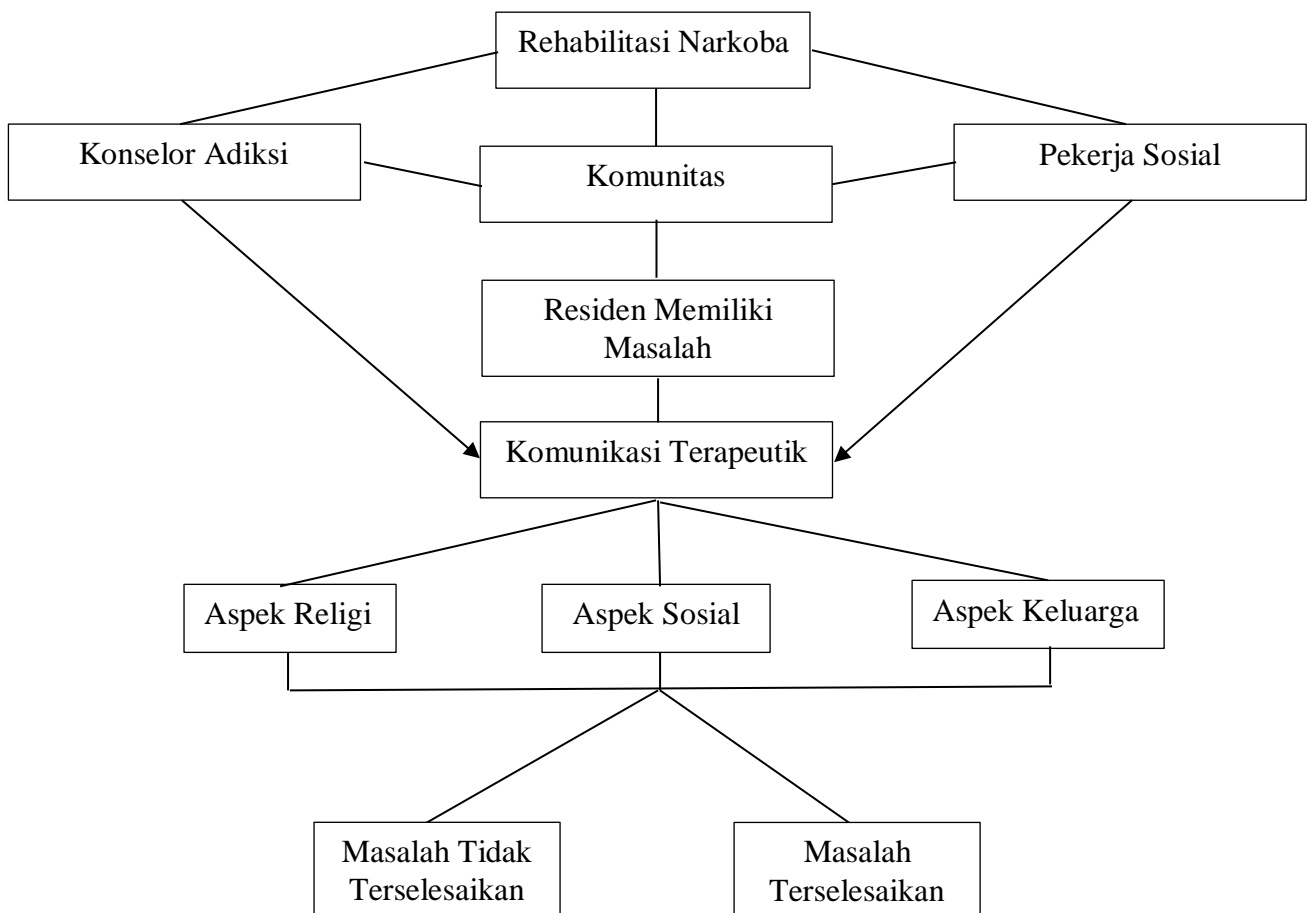 Rehabilitasi Narkoba
Konselor Adiksi
Komunitas
Pekerja Sosial
Residen Memiliki
Masalah
Komunikasi Terapeutik
Aspek Religi
Aspek Sosial
Aspek Keluarga
Masalah Tidak
Terselesaikan
Masalah
Terselesaikan